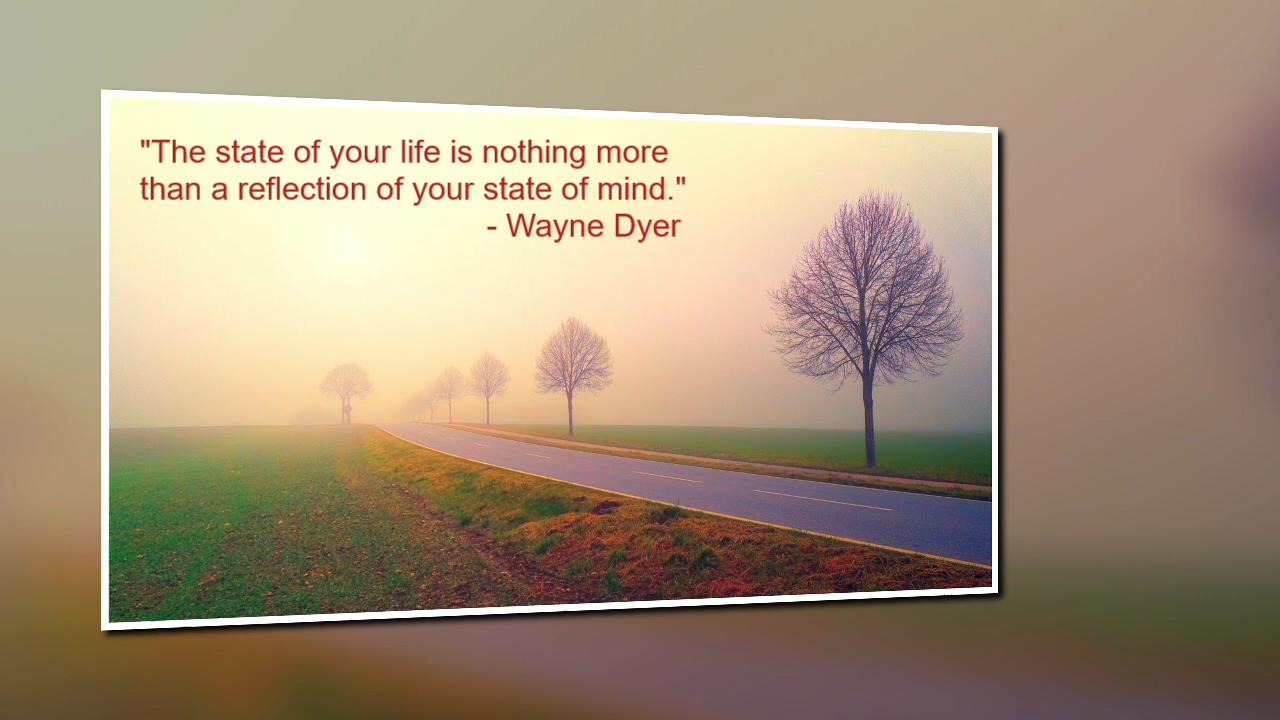 "The state of your life is nothing more
than a reflection of your state of mind."
- Wayne Dyer